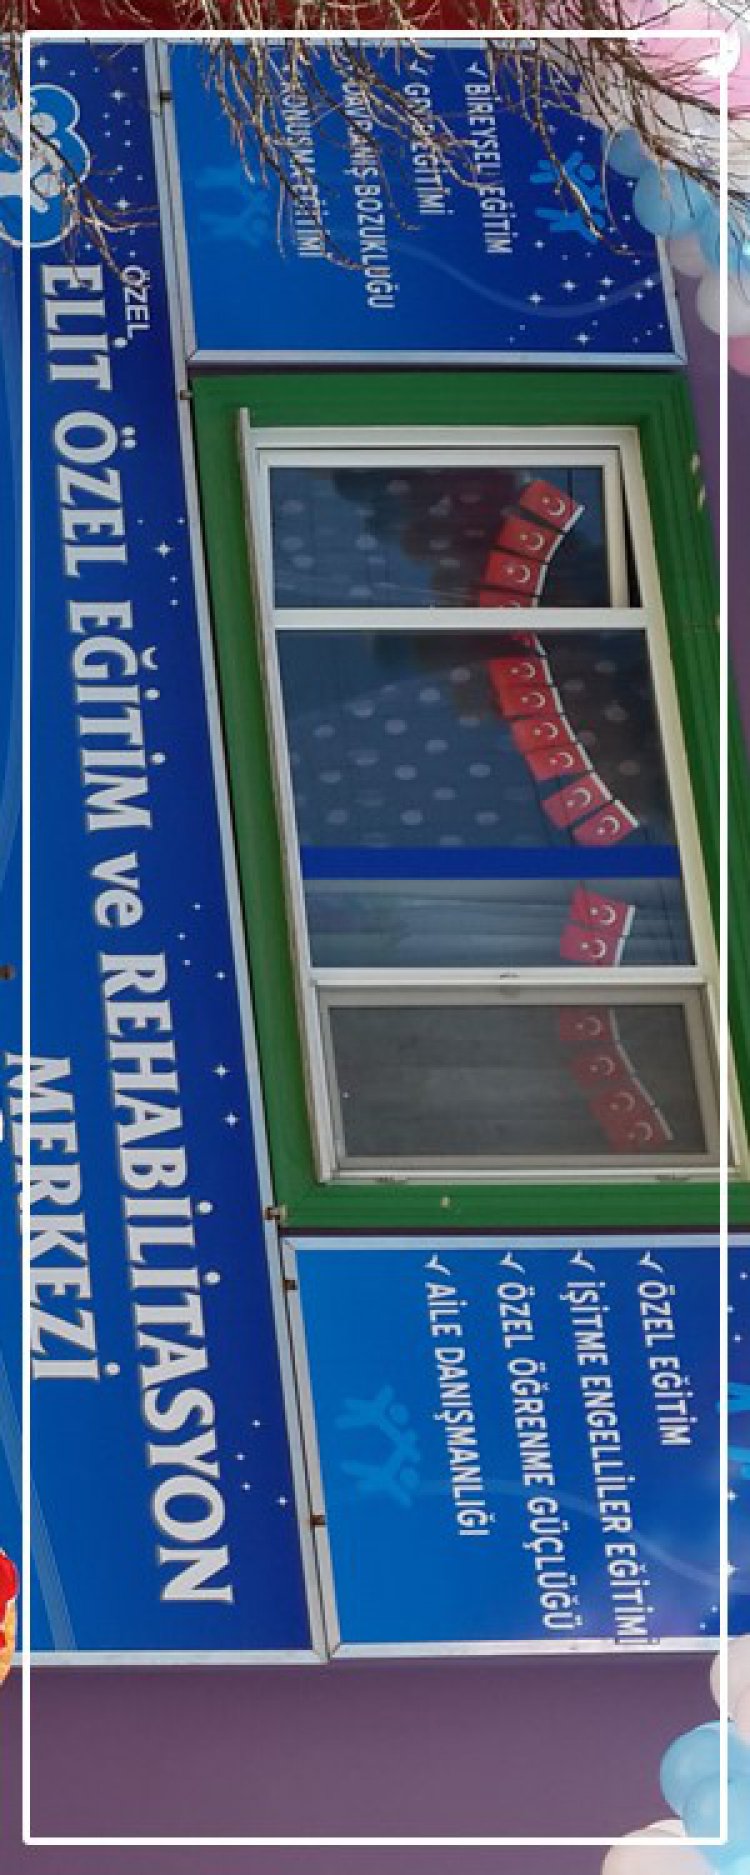 ✓ BİREYSEL EĞİTİM
✓ GRUP EĞİTİMİ
DAVRANIŞ BOZUKLUĞU
KONUŞMA EĞİTİMİ
✓ ÖZEL EĞİTİM
✓ İŞİTME ENGELLİLER EĞİTİMİ
✓ ÖZEL ÖĞRENME GÜÇLÜĞÜ
✓ AİLE DANIŞMANLIĞI
ÖZEL
ELİT ÖZEL EĞİTİM ve REHABİLİTASYON
MERKEZİ